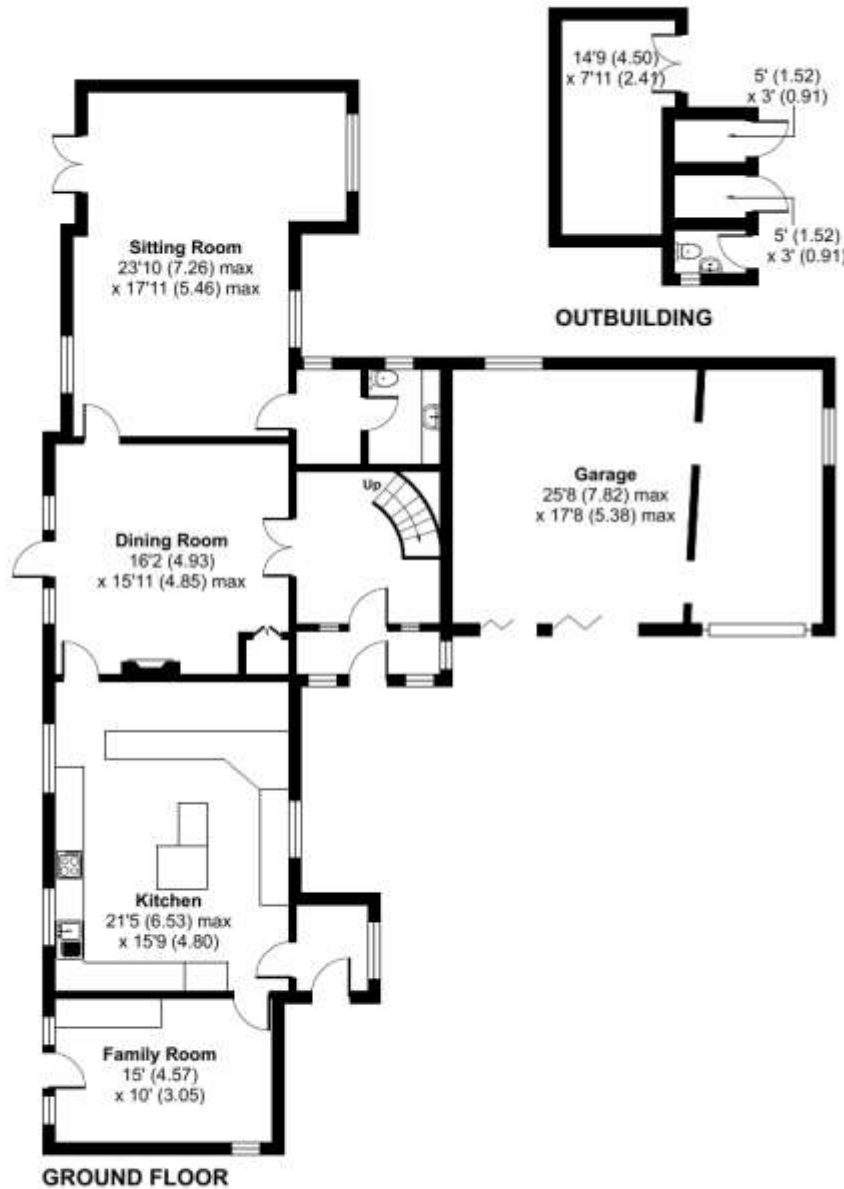 14'9 (4.50)
x 7'11 (2.41)
5' (1.52)
x 3' (0.91)
5' (1.52)
x 3' (0.91)
OUTBUILDING
Sitting Room
23'10 (7.26) max
x 17'11 (5.46) max
Up
Garage
25'8 (7.82) max
x 17'8 (5.38) max
Dining Room
16'2 (4.93)
x 15'11 (4.85) max
Kitchen
21'5 (6.53) max
x 15'9 (4.80)
Family Room
15' (4.57)
x 10' (3.05)
GROUND FLOOR